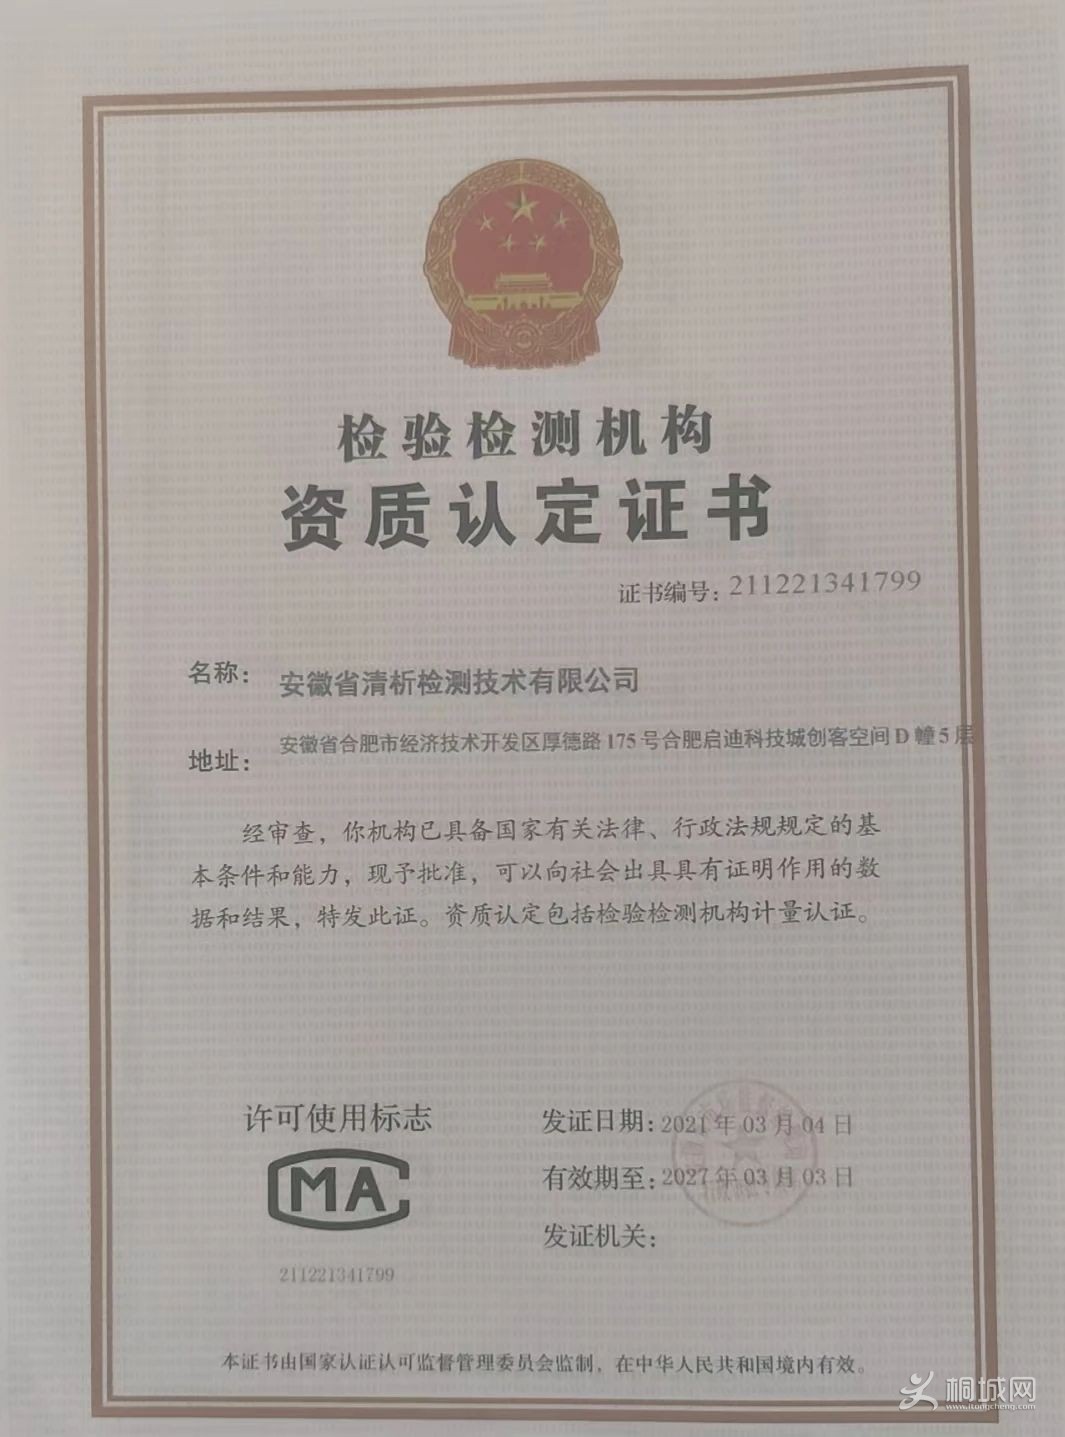 检验检测机构
资质认定证书
证书编号：211221341799
名称：安徽省清析检测技术有限公司
地址：安徽省合肥市经济技术开发区厚德路175号合肥启迪科技城创客空间D幢5层
经审查，你机构已具备国家有关法律、行政法规规定的基
本条件和能力，现予批准，可以向社会出具具有证明作用的数
据和结果，特发此证。资质认定包括检验检测机构计量认证。
许可使用标志
MA
211221341799
发证日期：2021年03月04日
有效期至：2027年03月03日
发证机关：
本证书由国家认证认可监督管理委员会监制，在中华人民共和国境内有效。
桐城网
www.itongcheng.com